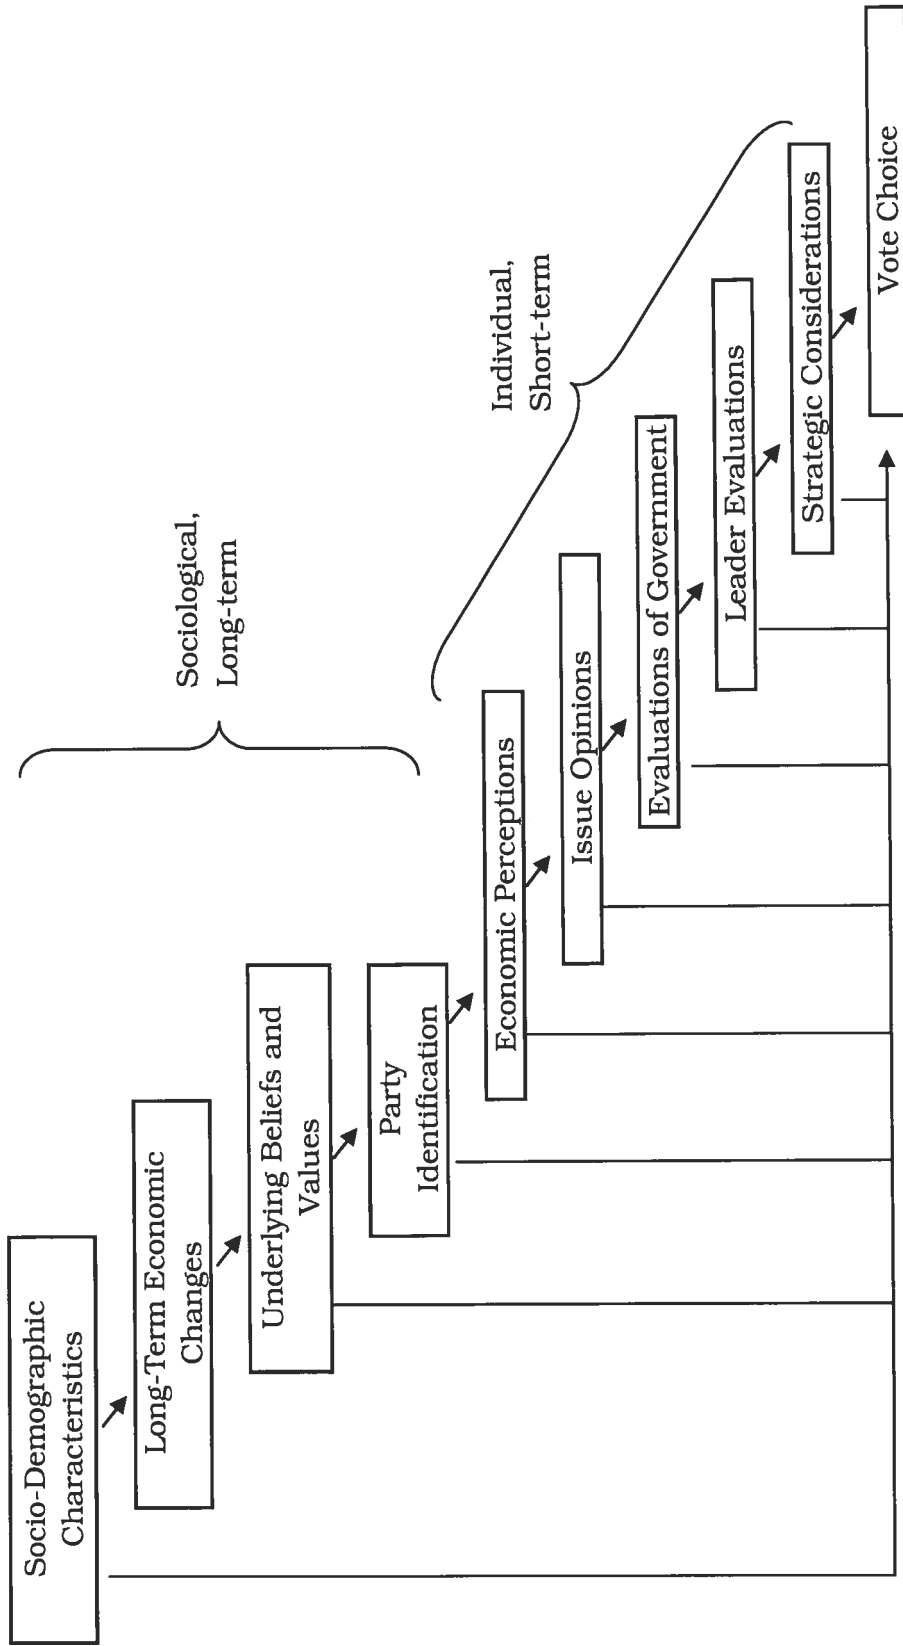 Socio-Demographic
Characteristics
Long-Term Economic
Changes
Underlying Beliefs and
Values
Party
Identification
Sociological,
Long-term
Economic Perceptions
Issue Opinions
Evaluations of Government
Leader Evaluations
Strategic Considerations
Individual,
Short-term
Vote Choice